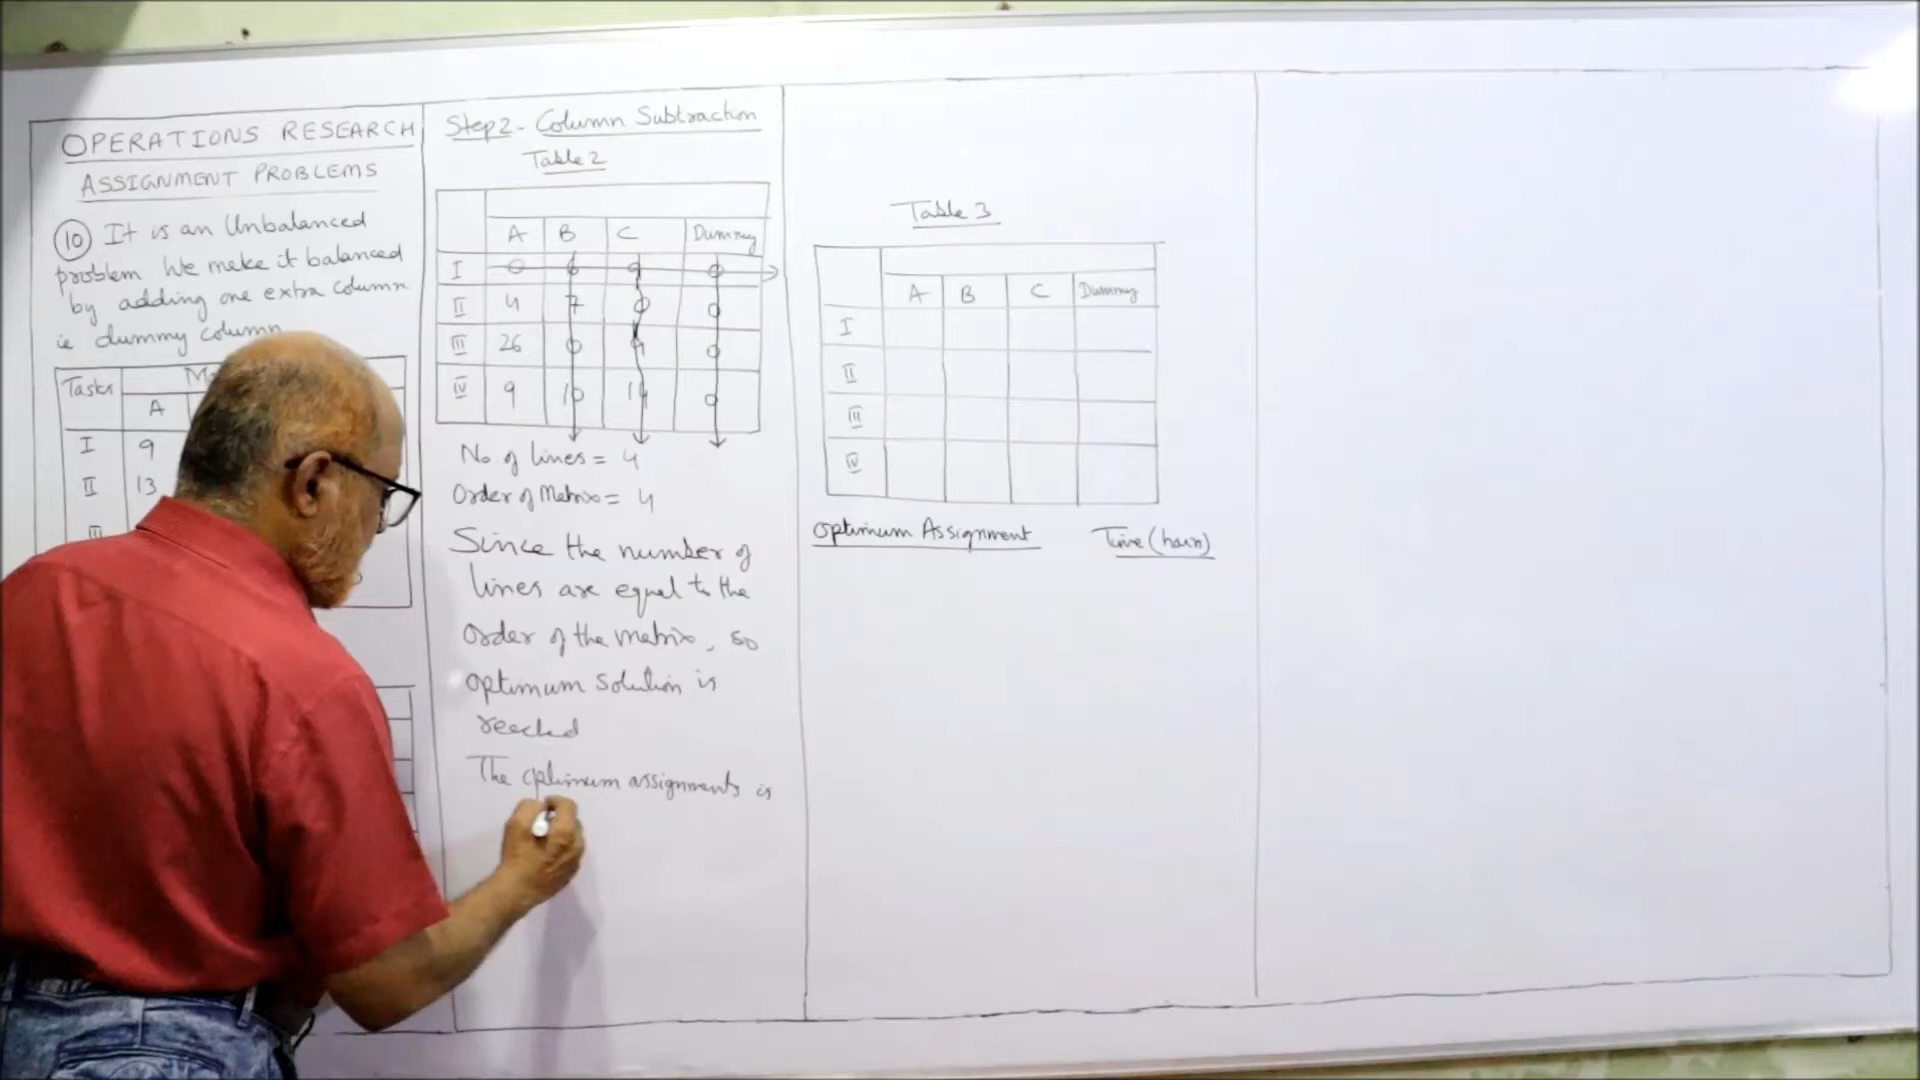 OPERATIONS RESEARCH
ASSIGNMENT PROBLEMS
10 It is an Unbalanced
problem We make it balanced
by adding one extra column
ie dummy column
Tasks
A
I 9
II 13
III
Step 2 - Column Subtraction
Table 2
A B C Dummy
I 0 6 9 0
II 4 7 0 0
III 26 0 0
IV 9 10 14 0
No. of lines = 4
Order of Matrix = 4
Since the number of
lines are equal to the
order of the matrix, so
optimum solution is
reached
The optimum assignments is
Table 3
A B C Dummy
I
II
III
IV
Optimum Assignment Time (hours)